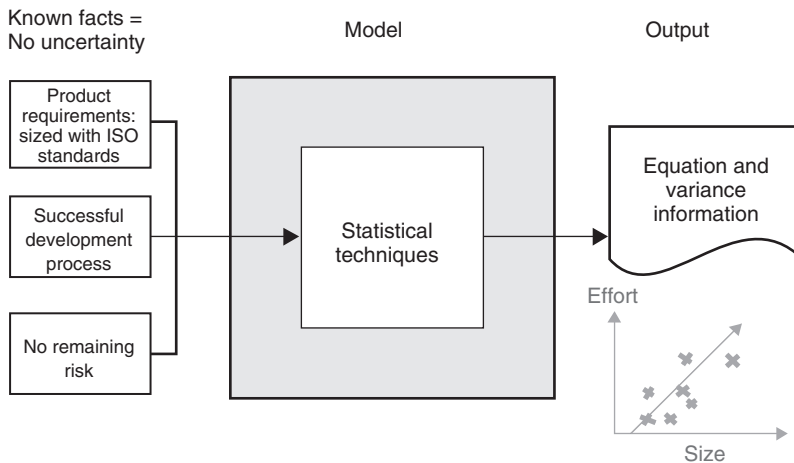 Known facts =
No uncertainty
Model
Output
Product
requirements:
sized with ISO
standards
Successful
development
process
No remaining
risk
Statistical
techniques
Equation and
variance
information
Effort
Size